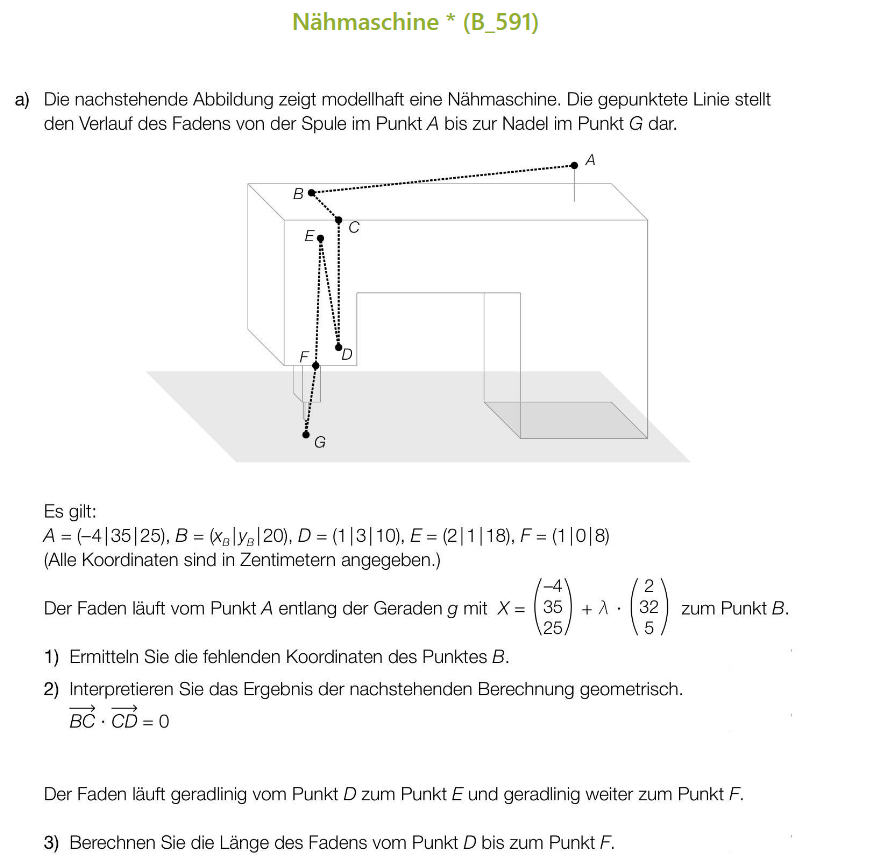 Nähmaschine * (B_591)
a) Die nachstehende Abbildung zeigt modellhaft eine Nähmaschine. Die gepunktete Linie stellt
den Verlauf des Fadens von der Spule im Punkt A bis zur Nadel im Punkt G dar.
A
B
C
E
D
F
G
Es gilt:
A = (–4|35|25), B = (x_B|y_B|20), D = (1|3|10), E = (2|1|18), F = (1|0|8)
(Alle Koordinaten sind in Zentimetern angegeben.)
Der Faden läuft vom Punkt A entlang der Geraden g mit X = (–4 35 25) + λ · (2 32 5) zum Punkt B.
1) Ermitteln Sie die fehlenden Koordinaten des Punktes B.
2) Interpretieren Sie das Ergebnis der nachstehenden Berechnung geometrisch.
$\overrightarrow{BC} \cdot \overrightarrow{CD} = 0$
Der Faden läuft geradlinig vom Punkt D zum Punkt E und geradlinig weiter zum Punkt F.
3) Berechnen Sie die Länge des Fadens vom Punkt D bis zum Punkt F.